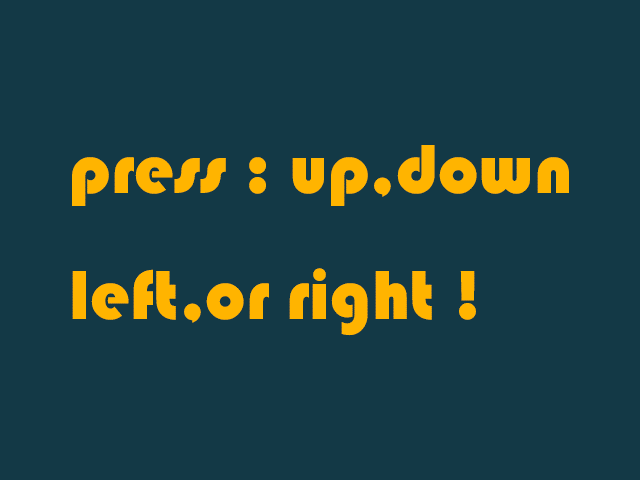 press : up,down
left,or right !